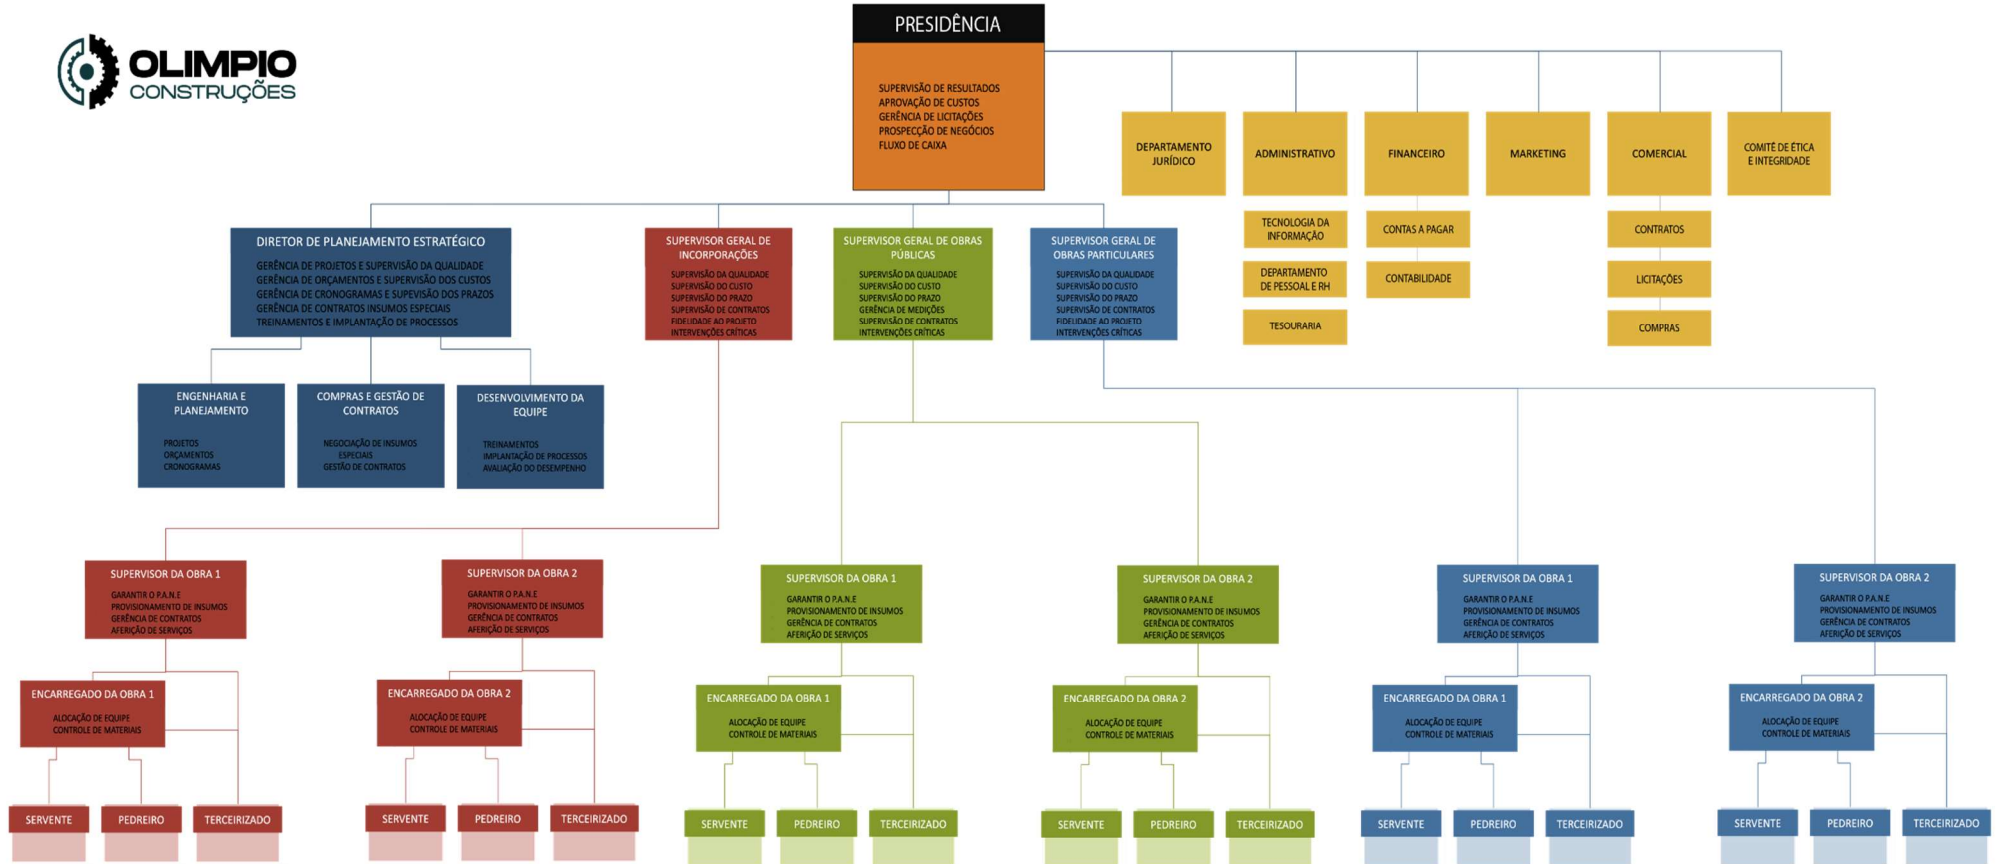 OLIMPIO
CONSTRUÇÕES
PRESIDÊNCIA
SUPERVISÃO DE RESULTADOS
APROVAÇÃO DE CUSTOS
GERÊNCIA DE LICITAÇÕES
PROSPECÇÃO DE NEGÓCIOS
FLUXO DE CAIXA
DEPARTAMENTO
JURÍDICO
ADMINISTRATIVO
FINANCEIRO
MARKETING
COMERCIAL
COMITÊ DE ÉTICA
E INTEGRIDADE
TECNOLOGIA DA
INFORMAÇÃO
DEPARTAMENTO
DE PESSOAL E RH
TESOURARIA
CONTAS A PAGAR
CONTABILIDADE
CONTRATOS
LICITAÇÕES
COMPRAS
DIRETOR DE PLANEJAMENTO ESTRATÉGICO
GERÊNCIA DE PROJETOS E SUPERVISÃO DA QUALIDADE
GERÊNCIA DE ORÇAMENTOS E SUPERVISÃO DOS CUSTOS
GERÊNCIA DE CRONOGRAMAS E SUPEVISÃO DOS PRAZOS
GERÊNCIA DE CONTRATOS INSUMOS ESPECIAIS
TREINAMENTOS E IMPLANTAÇÃO DE PROCESSOS
SUPERVISOR GERAL DE
INCORPORAÇÕES
SUPERVISÃO DA QUALIDADE
SUPERVISÃO DO CUSTO
SUPERVISÃO DO PRAZO
SUPERVISÃO DE CONTRATOS
FIDELIDADE AO PROJETO
INTERVENÇÕES CRÍTICAS
SUPERVISOR GERAL DE OBRAS
PÚBLICAS
SUPERVISÃO DA QUALIDADE
SUPERVISÃO DO CUSTO
SUPERVISÃO DO PRAZO
GERÊNCIA DE MEDIÇÕES
SUPERVISÃO DE CONTRATOS
INTERVENÇÕES CRÍTICAS
SUPERVISOR GERAL DE
OBRAS PARTICULARES
SUPERVISÃO DA QUALIDADE
SUPERVISÃO DO CUSTO
SUPERVISÃO DO PRAZO
SUPERVISÃO DE CONTRATOS
FIDELIDADE AO PROJETO
INTERVENÇÕES CRÍTICAS
ENGENHARIA E
PLANEJAMENTO
PROJETOS
ORÇAMENTOS
CRONOGRAMAS
COMPRAS E GESTÃO DE
CONTRATOS
NEGOCIAÇÃO DE INSUMOS
ESPECIAIS
GESTÃO DE CONTRATOS
DESENVOLVIMENTO DA
EQUIPE
TREINAMENTOS
IMPLANTAÇÃO DE PROCESSOS
AVALIAÇÃO DO DESEMPENHO
SUPERVISOR DA OBRA 1
GARANTIR O P.A.N.E
PROVISIONAMENTO DE INSUMOS
GERÊNCIA DE CONTRATOS
AFERIÇÃO DE SERVIÇOS
SUPERVISOR DA OBRA 2
GARANTIR O P.A.N.E
PROVISIONAMENTO DE INSUMOS
GERÊNCIA DE CONTRATOS
AFERIÇÃO DE SERVIÇOS
SUPERVISOR DA OBRA 1
GARANTIR O P.A.N.E
PROVISIONAMENTO DE INSUMOS
GERÊNCIA DE CONTRATOS
AFERIÇÃO DE SERVIÇOS
SUPERVISOR DA OBRA 2
GARANTIR O P.A.N.E
PROVISIONAMENTO DE INSUMOS
GERÊNCIA DE CONTRATOS
AFERIÇÃO DE SERVIÇOS
SUPERVISOR DA OBRA 1
GARANTIR O P.A.N.E
PROVISIONAMENTO DE INSUMOS
GERÊNCIA DE CONTRATOS
AFERIÇÃO DE SERVIÇOS
SUPERVISOR DA OBRA 2
GARANTIR O P.A.N.E
PROVISIONAMENTO DE INSUMOS
GERÊNCIA DE CONTRATOS
AFERIÇÃO DE SERVIÇOS
ENCARREGADO DA OBRA 1
ALOCAÇÃO DE EQUIPE
CONTROLE DE MATERIAIS
ENCARREGADO DA OBRA 2
ALOCAÇÃO DE EQUIPE
CONTROLE DE MATERIAIS
ENCARREGADO DA OBRA 1
ALOCAÇÃO DE EQUIPE
CONTROLE DE MATERIAIS
ENCARREGADO DA OBRA 2
ALOCAÇÃO DE EQUIPE
CONTROLE DE MATERIAIS
ENCARREGADO DA OBRA 1
ALOCAÇÃO DE EQUIPE
CONTROLE DE MATERIAIS
ENCARREGADO DA OBRA 2
ALOCAÇÃO DE EQUIPE
CONTROLE DE MATERIAIS
SERVENTE
PEDREIRO
TERCEIRIZADO
SERVENTE
PEDREIRO
TERCEIRIZADO
SERVENTE
PEDREIRO
TERCEIRIZADO
SERVENTE
PEDREIRO
TERCEIRIZADO
SERVENTE
PEDREIRO
TERCEIRIZADO
SERVENTE
PEDREIRO
TERCEIRIZADO